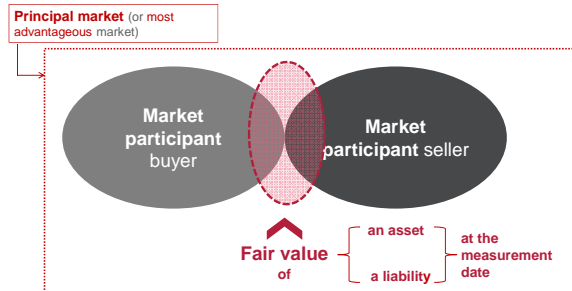 Principal market (or most
advantageous market)
Market
participant
buyer
Market
participant seller
Fair value
of
an asset
a liability
at the
measurement
date